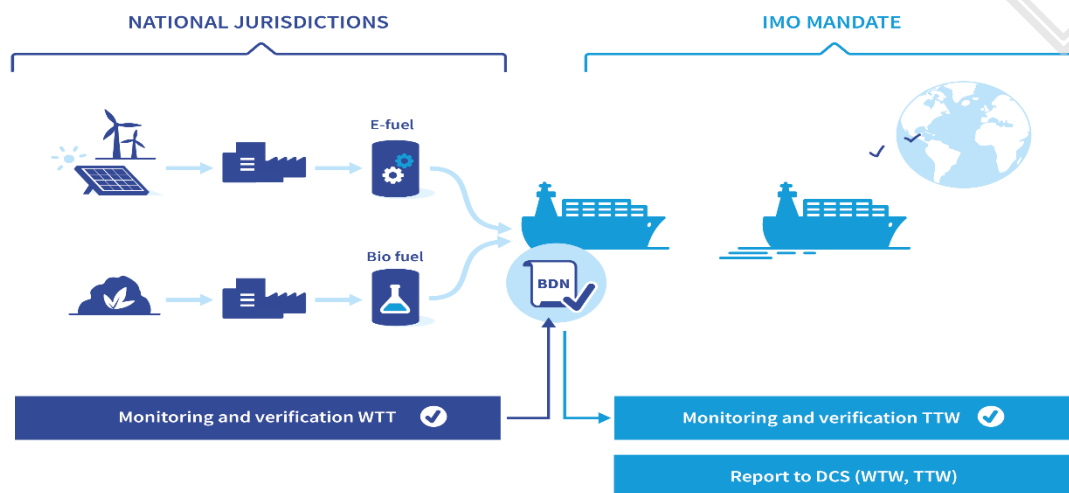 NATIONAL JURISDICTIONS
IMO MANDATE
E-fuel
Bio fuel
BDN
Monitoring and verification WTT
Monitoring and verification TTW
Report to DCS (WTW, TTW)